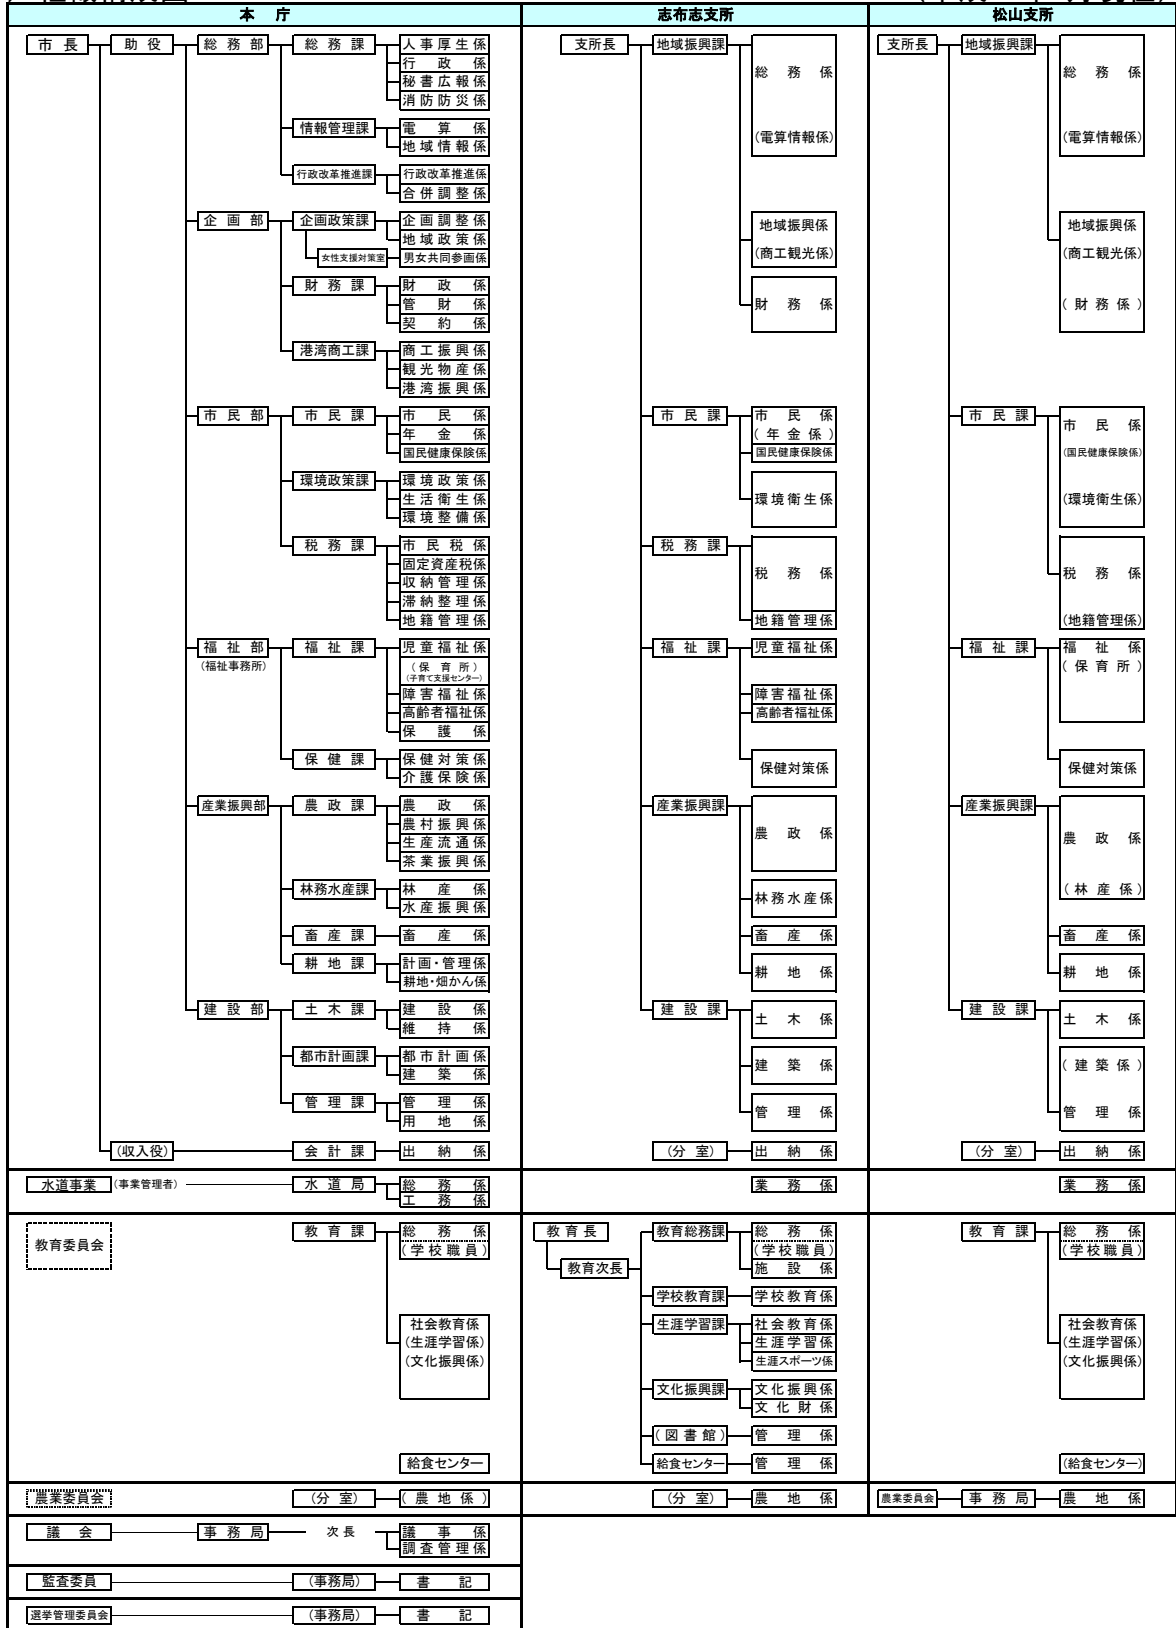 本 庁
志布志支所
松山支所
市 長
助 役
総 務 部
総 務 課
人事厚生係
行 政 係
秘書広報係
消防防災係
情報管理課
電 算 係
地域情報係
行政改革推進課
行政改革推進係
合併調整係
企 画 部
企画政策課
企画調整係
地域政策係
女性支援対策室
男女共同参画係
財 務 課
財 政 係
管 財 係
契 約 係
港湾商工課
商工振興係
観光物産係
港湾振興係
市 民 部
市 民 課
市 民 係
年 金 係
国民健康保険係
環境政策課
環境政策係
生活衛生係
環境整備係
税 務 課
市 民 税 係
固定資産税係
収納管理係
滞納整理係
地籍管理係
福 祉 部
(福祉事務所)
福 祉 課
児童福祉係
(保 育 所)
(子育て支援センター)
障害福祉係
高齢者福祉係
保 護 係
保 健 課
保健対策係
介護保険係
産業振興部
農 政 課
農 政 係
農村振興係
生産流通係
茶業振興係
林務水産課
林 産 係
水産振興係
畜 産 課
畜 産 係
耕 地 課
計画・管理係
耕地・畑かん係
建 設 部
土 木 課
建 設 係
維 持 係
都市計画課
都市計画係
建 築 係
管 理 課
管 理 係
用 地 係
(収入役)
会 計 課
出 納 係
水道事業
(事業管理者)
水 道 局
総 務 係
工 務 係
教育委員会
教 育 課
総 務 係
(学校職員)
社会教育係
(生涯学習係)
(文化振興係)
給食センター
農業委員会
(分 室)
(農 地 係)
議 会
事 務 局
次 長
議 事 係
調査管理係
監査委員
(事務局)
書 記
選挙管理委員会
(事務局)
書 記
支所長
地域振興課
総 務 係
(電算情報係)
地域振興係
(商工観光係)
財 務 係
市 民 課
市 民 係
(年 金 係)
国民健康保険係
環境衛生係
税 務 課
税 務 係
地籍管理係
福 祉 課
児童福祉係
障害福祉係
高齢者福祉係
保健対策係
産業振興課
農 政 係
林務水産係
畜 産 係
耕 地 係
建 設 課
土 木 係
建 築 係
管 理 係
(分 室)
出 納 係
業 務 係
教 育 長
教育次長
教育総務課
総 務 係
(学校職員)
施 設 係
学校教育課
学校教育係
生涯学習課
社会教育係
生涯学習係
生涯スポーツ係
文化振興課
文化振興係
文 化 財 係
(図 書 館)
管 理 係
給食センター
管 理 係
(分 室)
農 地 係
支所長
地域振興課
総 務 係
(電算情報係)
地域振興係
(商工観光係)
(財 務 係)
市 民 課
市 民 係
(国民健康保険係)
(環境衛生係)
税 務 係
(地籍管理係)
福 祉 課
福 祉 係
(保 育 所)
保健対策係
産業振興課
農 政 係
(林 産 係)
畜 産 係
耕 地 係
建 設 課
土 木 係
(建 築 係)
管 理 係
(分 室)
出 納 係
業 務 係
教 育 課
総 務 係
(学校職員)
社会教育係
(生涯学習係)
(文化振興係)
(給食センター)
農業委員会
事 務 局
農 地 係